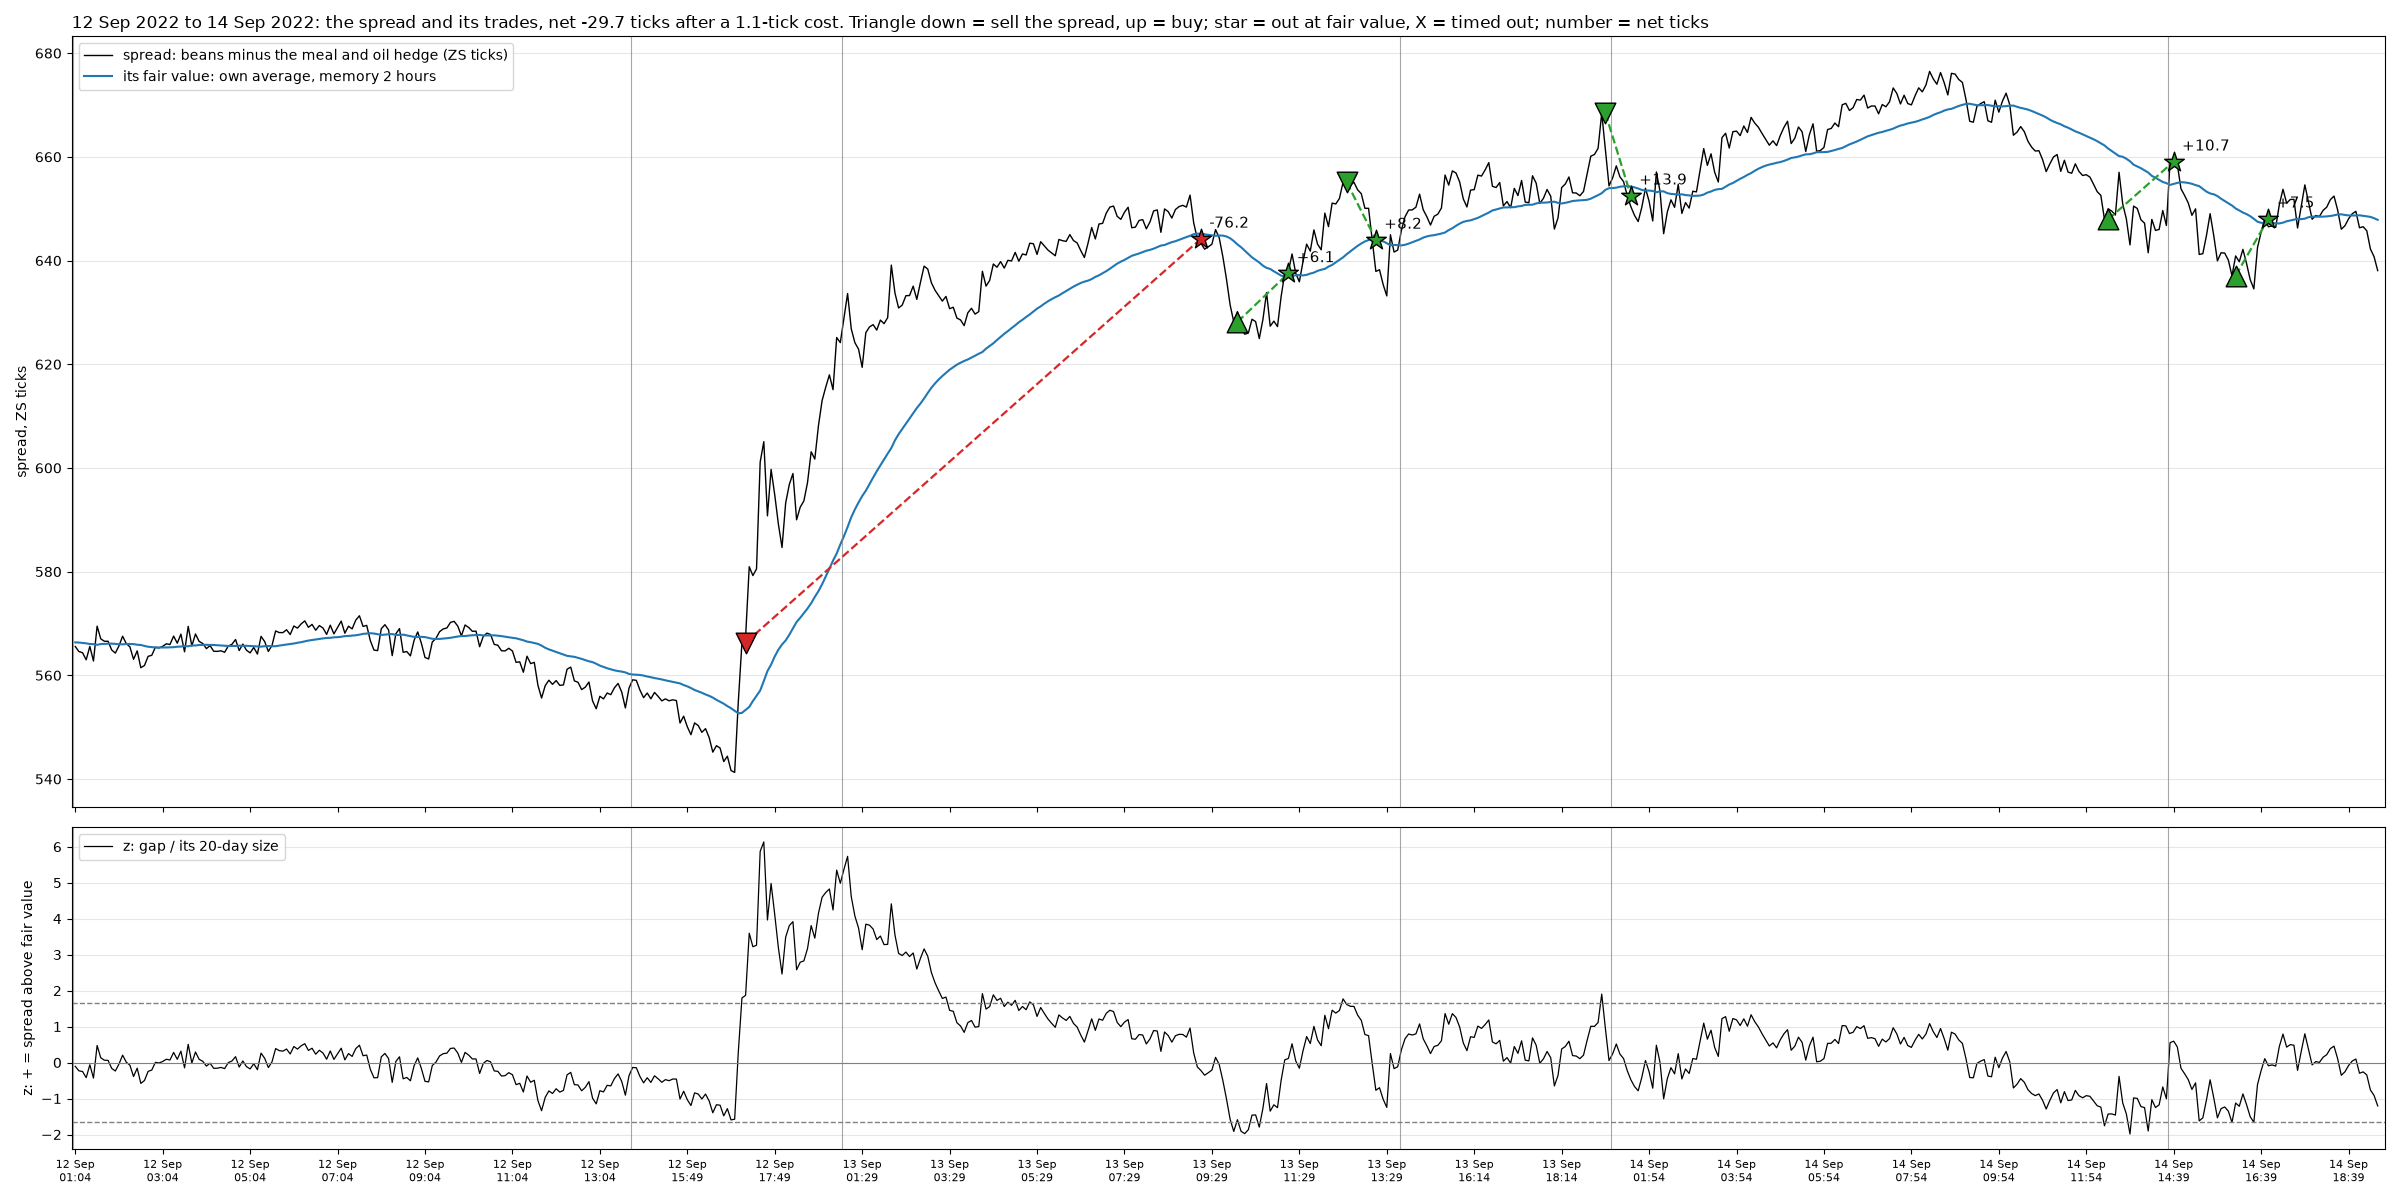 12 Sep 2022 to 14 Sep 2022: the spread and its trades, net -29.7 ticks after a 1.1-tick cost. Triangle down = sell the spread, up = buy; star = out at fair value, X = timed out; number = net ticks
spread: beans minus the meal and oil hedge (ZS ticks)
its fair value: own average, memory 2 hours
spread, ZS ticks
680
660
640
620
600
580
560
540
-76.2
+6.1
+8.2
+13.9
+10.7
+7.5
z: gap / its 20-day size
z: + = spread above fair value
6
5
4
3
2
1
0
−1
−2
12 Sep 12 Sep 12 Sep 12 Sep 12 Sep 12 Sep 12 Sep 12 Sep 12 Sep 13 Sep 13 Sep 13 Sep 13 Sep 13 Sep 13 Sep 13 Sep 13 Sep 13 Sep 14 Sep 14 Sep 14 Sep 14 Sep 14 Sep 14 Sep 14 Sep 14 Sep 14 Sep
01:04 03:04 05:04 07:04 09:04 11:04 13:04 15:49 17:49 01:29 03:29 05:29 07:29 09:29 11:29 13:29 16:14 18:14 01:54 03:54 05:54 07:54 09:54 11:54 14:39 16:39 18:39